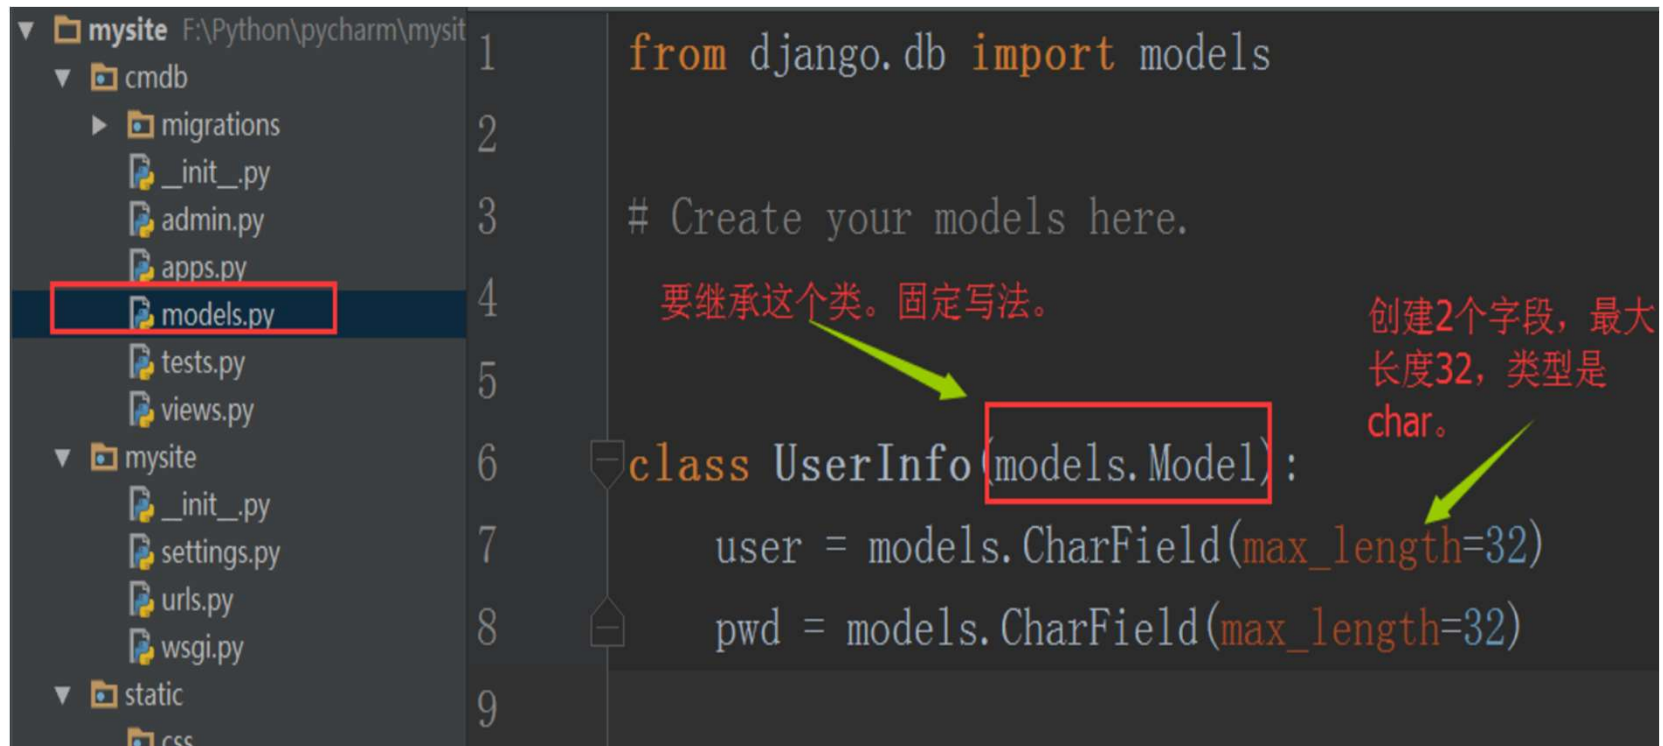 mysite F:\Python\pycharm\mysit
cmdb
migrations
__init__.py
admin.py
apps.py
models.py
tests.py
views.py
mysite
__init__.py
settings.py
urls.py
wsgi.py
static
css
1 from django.db import models
2
3 # Create your models here.
4
要继承这个类。固定写法。
创建2个字段，最大
长度32，类型是
char。
5
6 class UserInfo(models.Model):
7 user = models.CharField(max_length=32)
8 pwd = models.CharField(max_length=32)
9